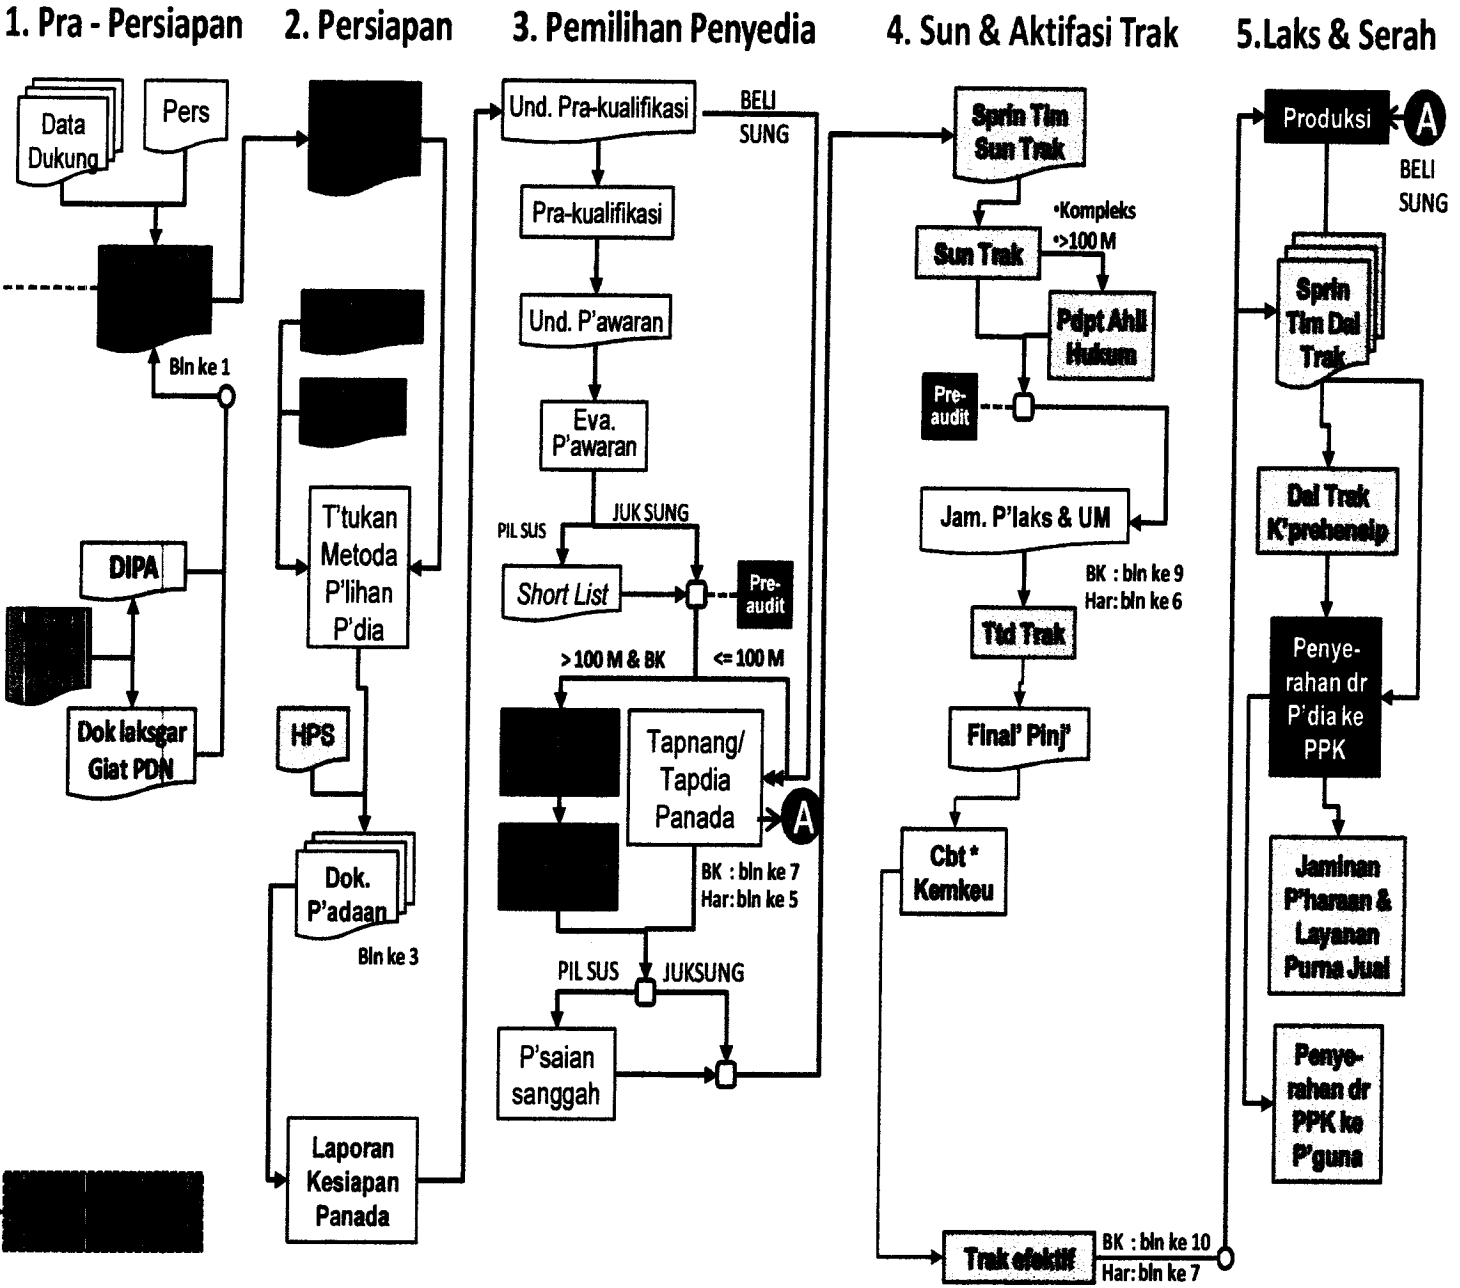 1. Pra - Persiapan
2. Persiapan
3. Pemilihan Penyedia
4. Sun & Aktifasi Trak
5.Laks & Serah
Data
Dukung
Pers
Bln ke 1
DIPA
Dok laksgar
Giat PDN
T'tukan
Metoda
P'lihan
P'dia
HPS
Dok.
P'adaan
Bln ke 3
Laporan
Kesiapan
Panada
Und. Pra-kualifikasi
BELI
SUNG
Pra-kualifikasi
Und. P'awaran
Eva.
P'awaran
PIL SUS
JUK SUNG
Short List
Pre-
audit
> 100 M & BK
<= 100 M
Tapnang/
Tapdia
Panada
A
BK : bln ke 7
Har: bln ke 5
PIL SUS
JUKSUNG
P'saian
sanggah
Sprin Tim
Sun Trak
•Kompleks
•>100 M
Sun Trak
Pdpt Ahli
Hukum
Pre-
audit
Jam. P'laks & UM
BK : bln ke 9
Har: bln ke 6
Ttd Trak
Final' Pinj'
Cbt *
Kemkeu
Trak efektif
BK : bln ke 10
Har: bln ke 7
Produksi
A
BELI
SUNG
Sprin
Tim Dal
Trak
Dal Trak
K'prehensip
Penye-
rahan dr
P'dia ke
PPK
Jaminan
P'haraan &
Layanan
Purna Jual
Penye-
rahan dr
PPK ke
P'guna